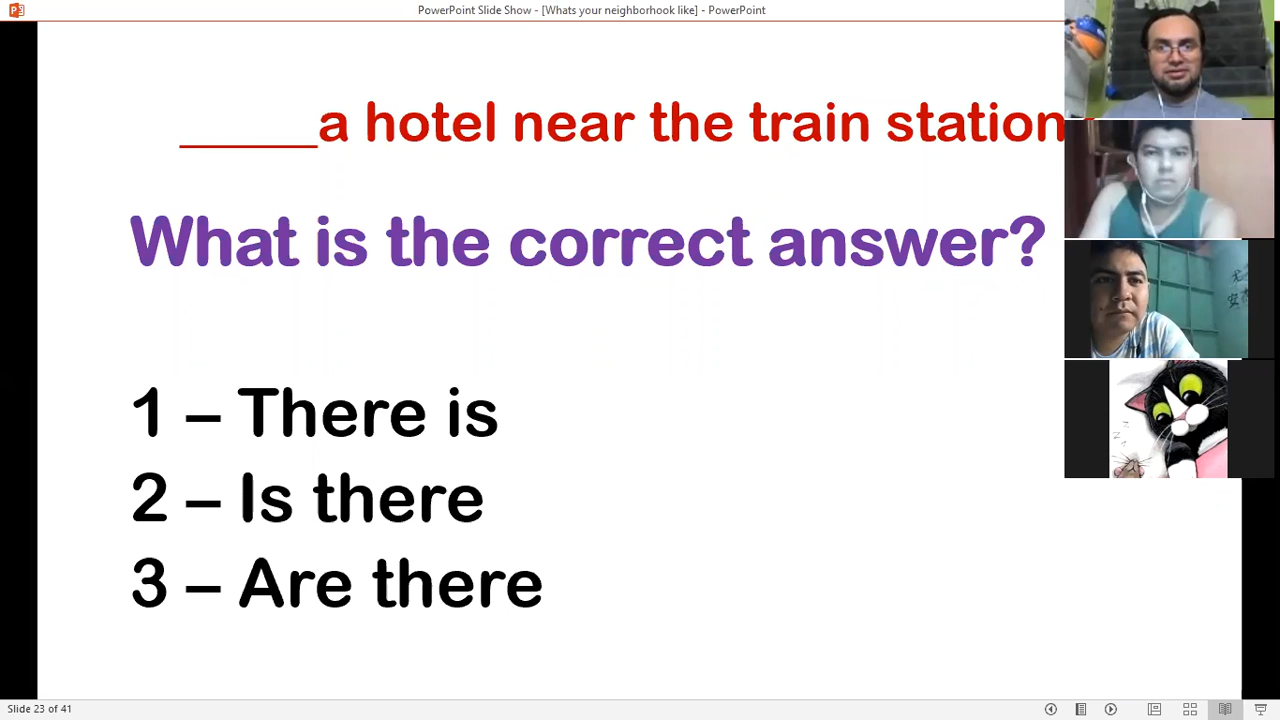 PowerPoint Slide Show - [Whats your neighborhook like] - PowerPoint
_____a hotel near the train station
What is the correct answer?
1 – There is
2 – Is there
3 – Are there
Slide 23 of 41